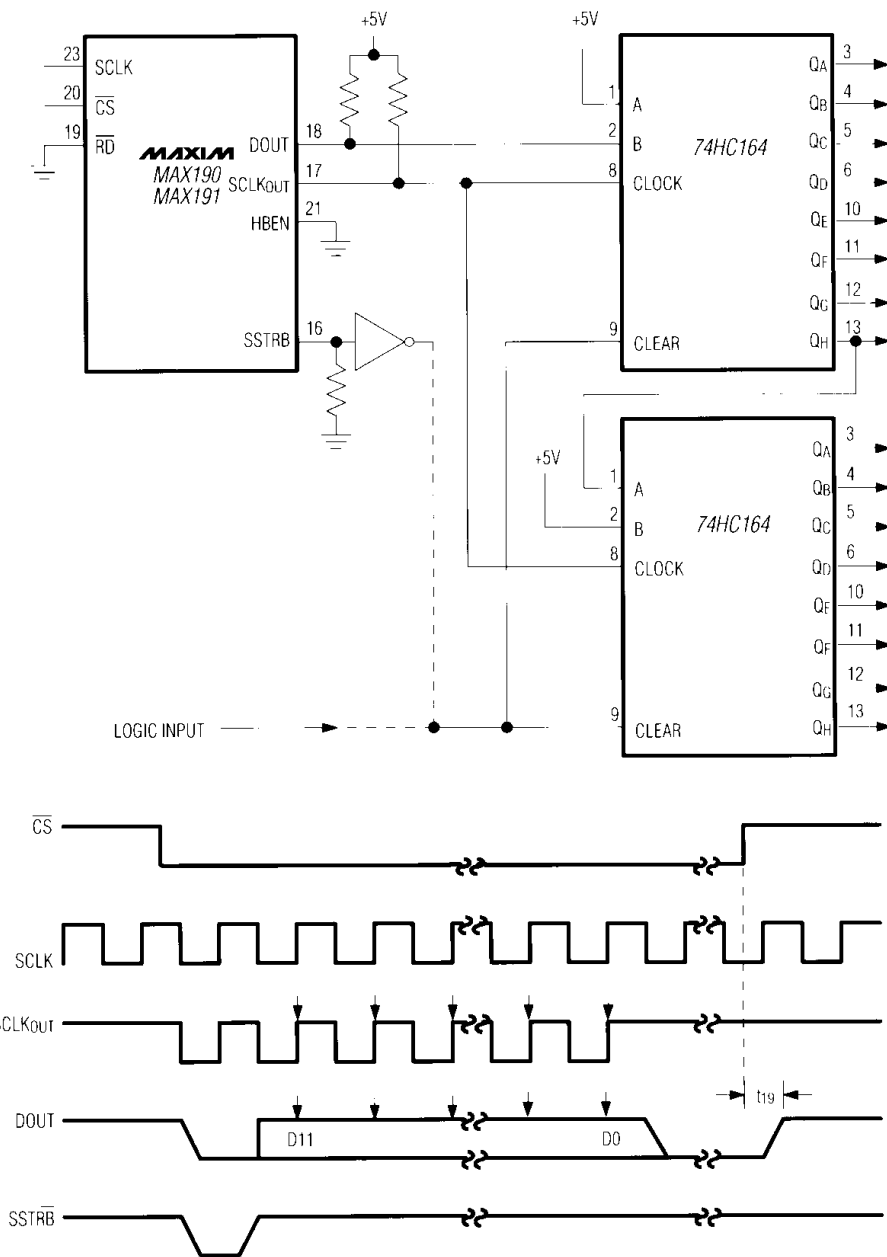 +5V
+5V
23
SCLK
20
CS
19
RD
MAXIM
MAX190
MAX191
DOUT
18
SCLKOUT
17
HBEN
21
SSTRB
16
1
A
2
B
8
CLOCK
9
CLEAR
74HC164
QA
3
QB
4
QC
5
QD
6
QE
10
QF
11
QG
12
QH
13
+5V
1
A
2
B
8
CLOCK
9
CLEAR
74HC164
QA
3
QB
4
QC
5
QD
6
QE
10
QF
11
QG
12
QH
13
LOGIC INPUT
CS
SCLK
SCLKOUT
t19
DOUT
D11
D0
SSTRB